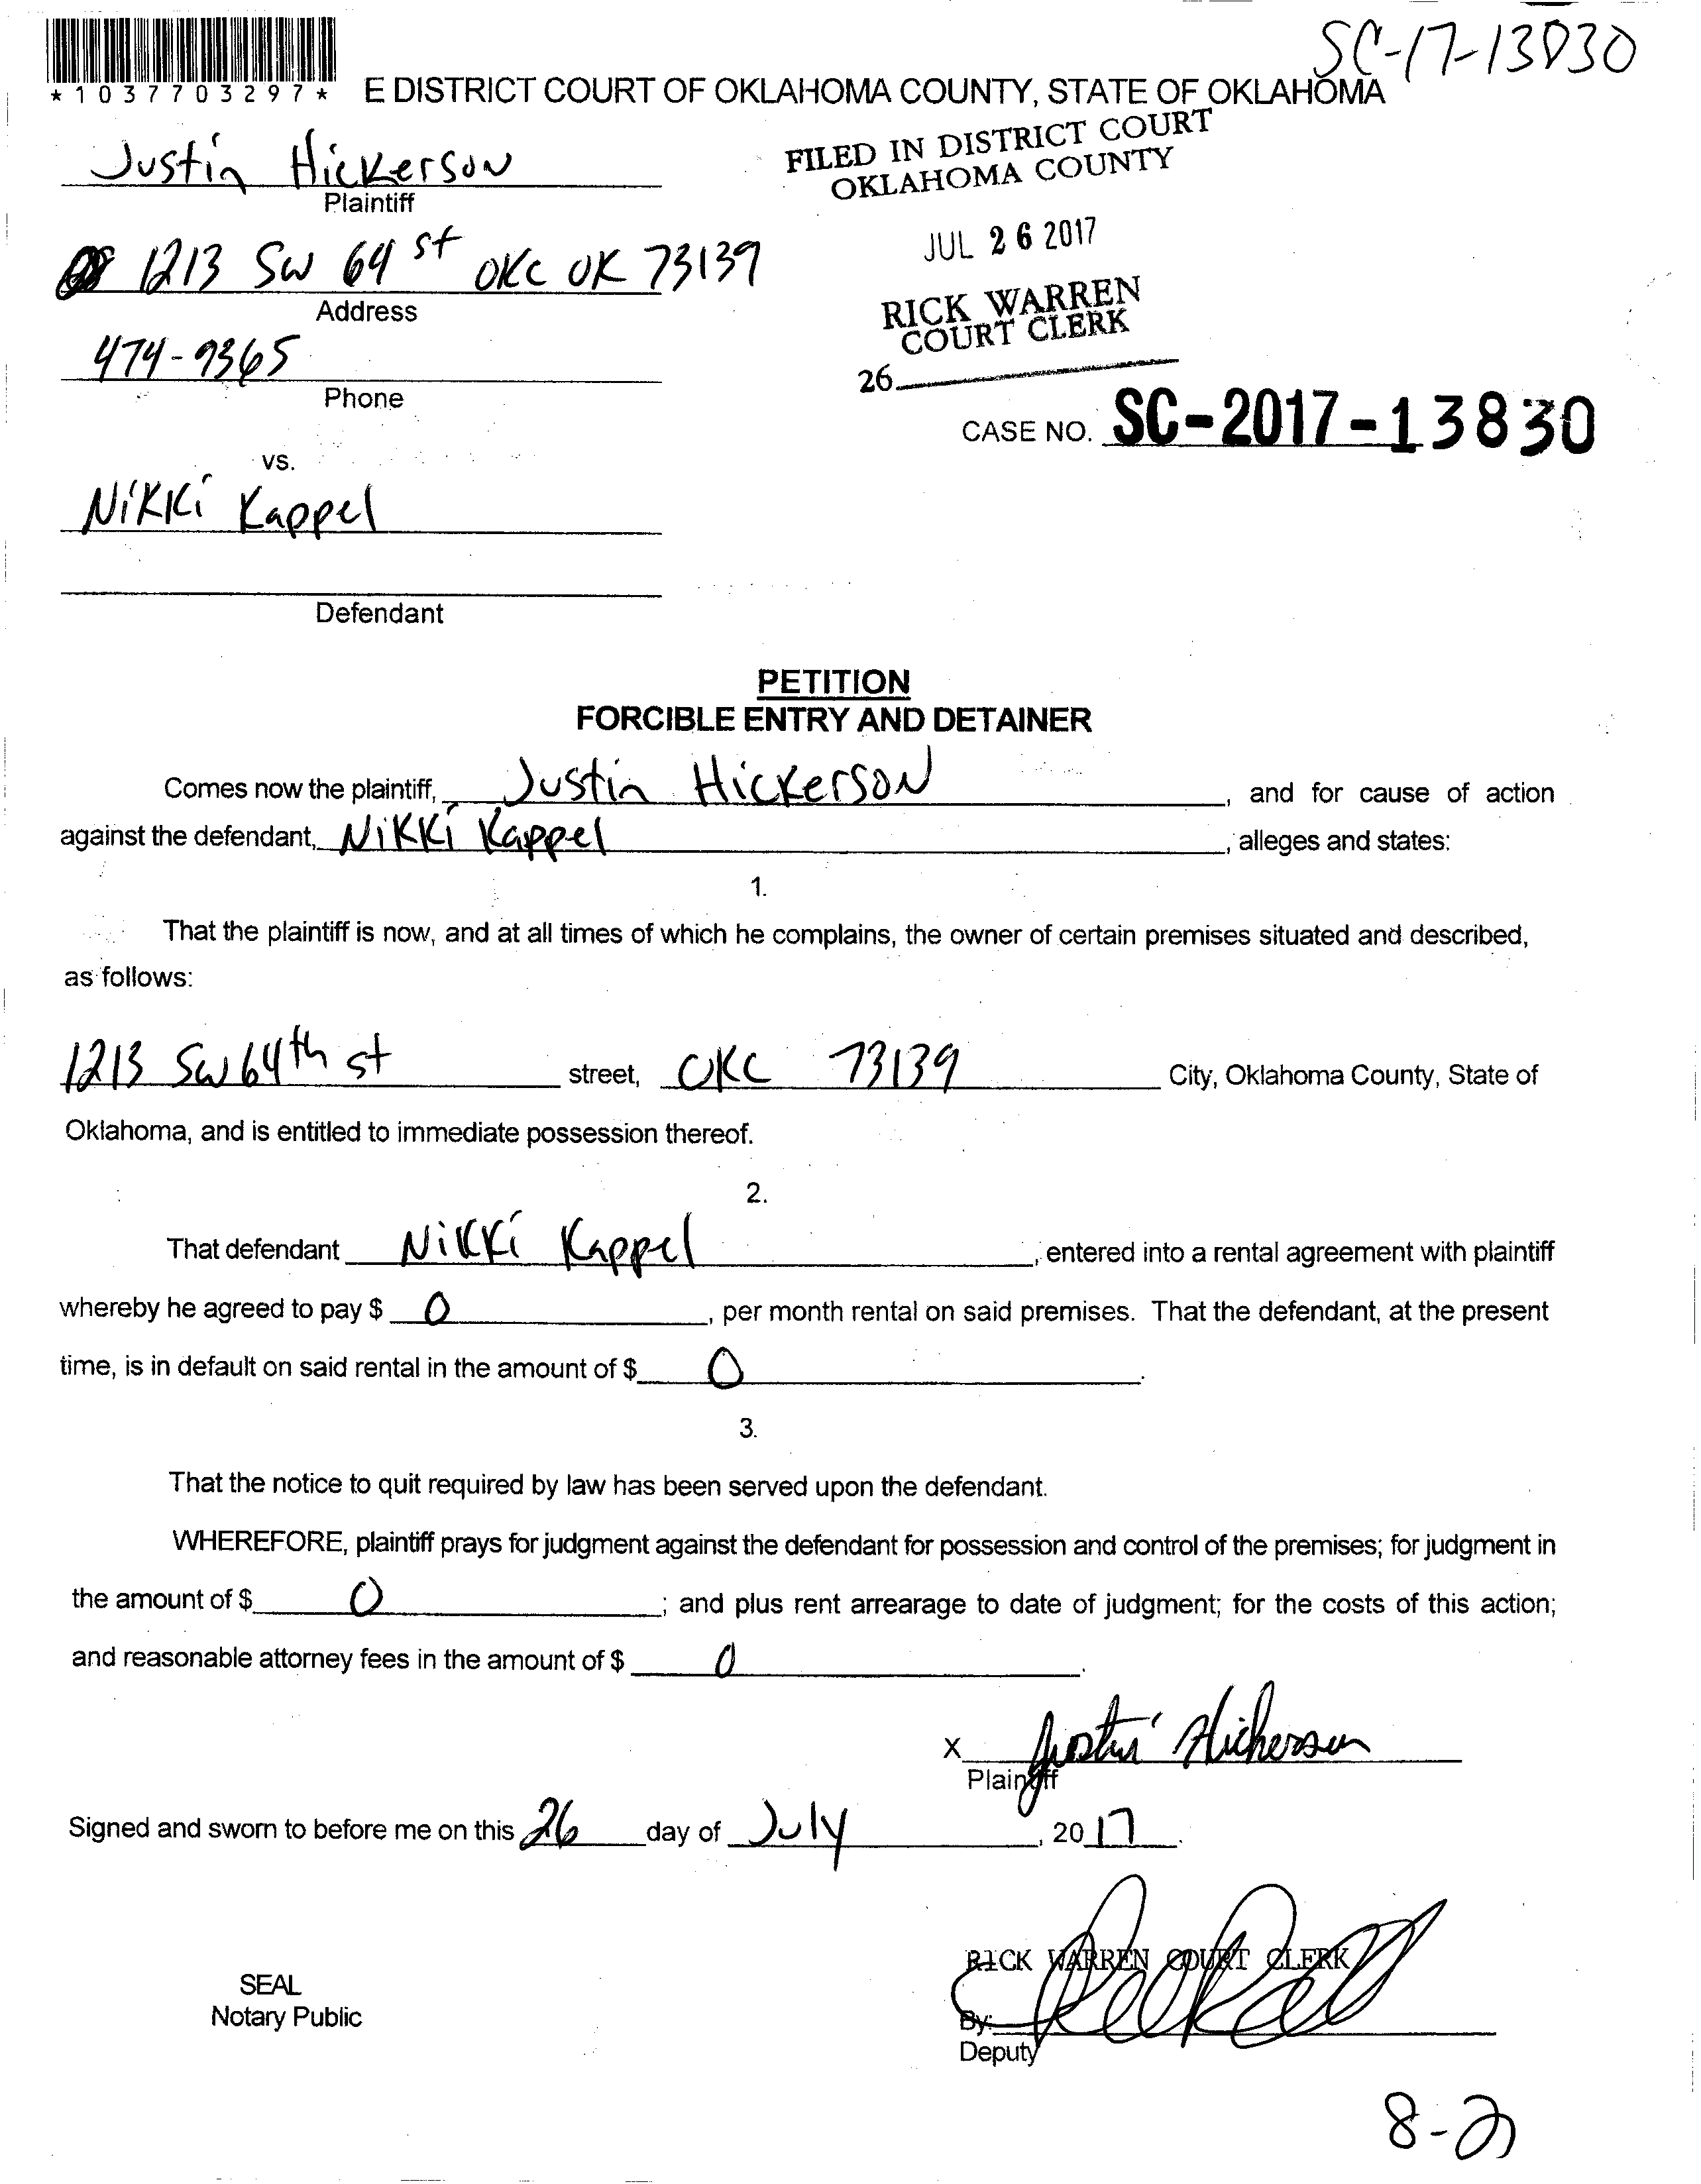 SC-17-13830
*1037703297*
E DISTRICT COURT OF OKLAHOMA COUNTY, STATE OF OKLAHOMA
Justin Hickerson
Plaintiff
FILED IN DISTRICT COURT
OKLAHOMA COUNTY
1213 SW 64 st OKC OK 73139
Address
JUL 26 2017
RICK WARREN
COURT CLERK
474-9365
Phone
26
CASE NO. SC-2017-13830
vs.
Nikki Kappel
Defendant
PETITION
FORCIBLE ENTRY AND DETAINER
Comes now the plaintiff, Justin Hickerson, and for cause of action
against the defendant, Nikki Kappel, alleges and states:
1.
That the plaintiff is now, and at all times of which he complains, the owner of certain premises situated and described,
as follows:
1213 SW 64th st street, OKC 73139 City, Oklahoma County, State of
Oklahoma, and is entitled to immediate possession thereof.
2.
That defendant Nikki Kappel, entered into a rental agreement with plaintiff
whereby he agreed to pay $ 0, per month rental on said premises. That the defendant, at the present
time, is in default on said rental in the amount of $ 0.
3.
That the notice to quit required by law has been served upon the defendant.
WHEREFORE, plaintiff prays for judgment against the defendant for possession and control of the premises; for judgment in
the amount of $ 0; and plus rent arrearage to date of judgment; for the costs of this action;
and reasonable attorney fees in the amount of $ 0.
X Justin Hickerson
Plaintiff
Signed and sworn to before me on this 26 day of July, 2017.
RICK WARREN COURT CLERK
SEAL
Notary Public
By:
Deputy